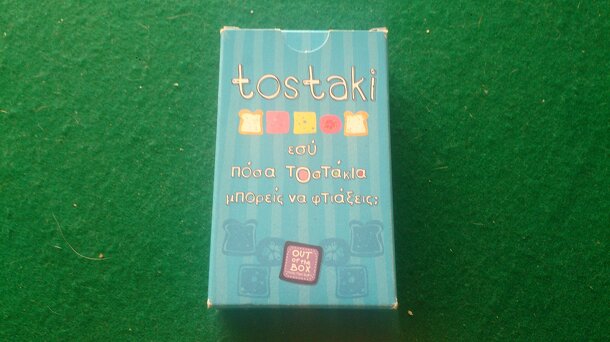 tostaki
εσύ
πόσα τοστάκια
μπορείς να φτιάξεις;
OUT
OF THE
BOX